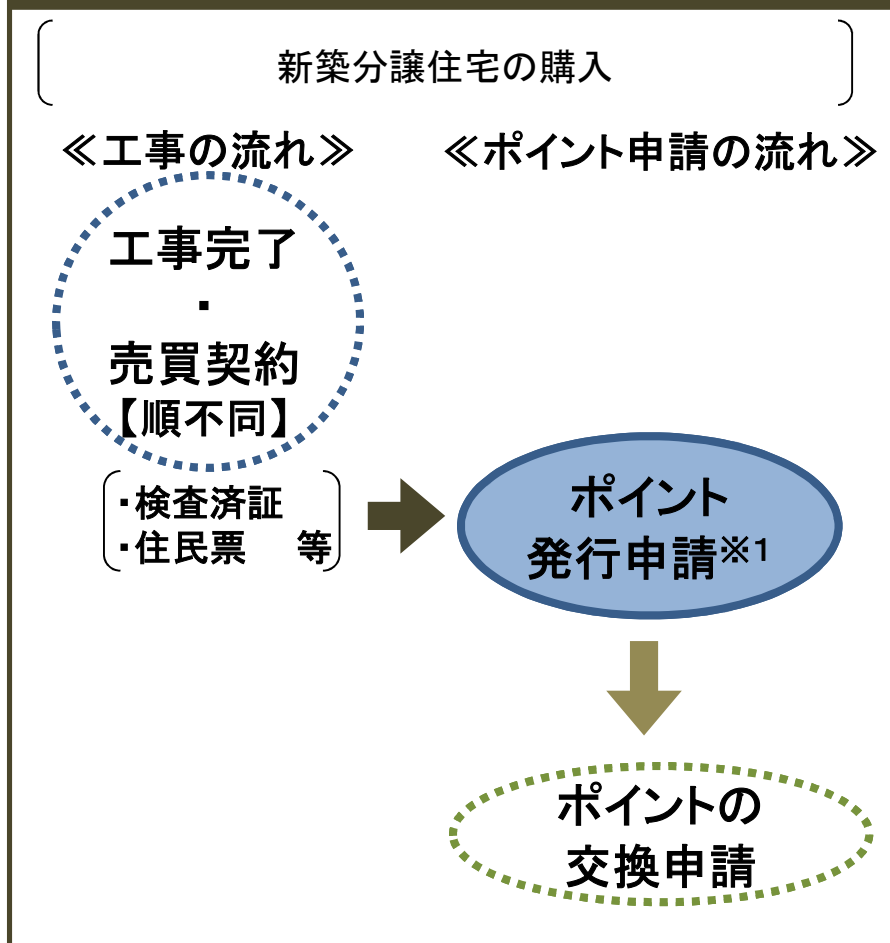 新築分譲住宅の購入
≪工事の流れ≫
≪ポイント申請の流れ≫
工事完了
・
売買契約
【順不同】
・検査済証
・住民票　等
ポイント
発行申請※1
ポイントの
交換申請